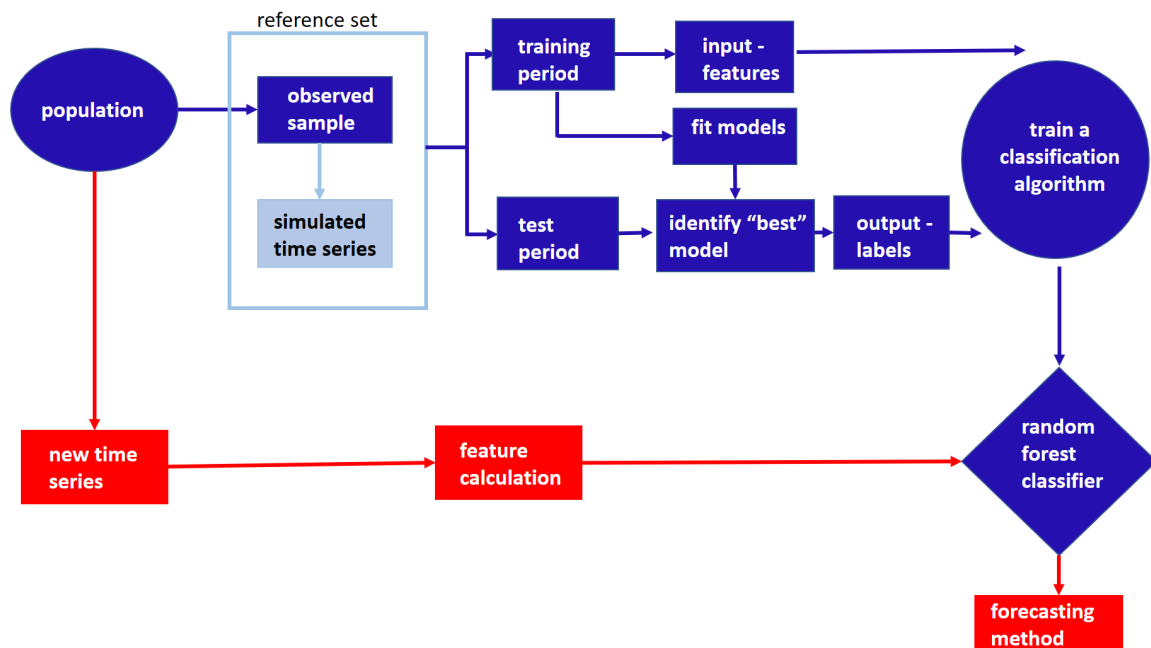 reference set
population
observed
sample
simulated
time series
training
period
input -
features
fit models
test
period
identify “best”
model
output -
labels
train a
classification
algorithm
new time
series
feature
calculation
random
forest
classifier
forecasting
method